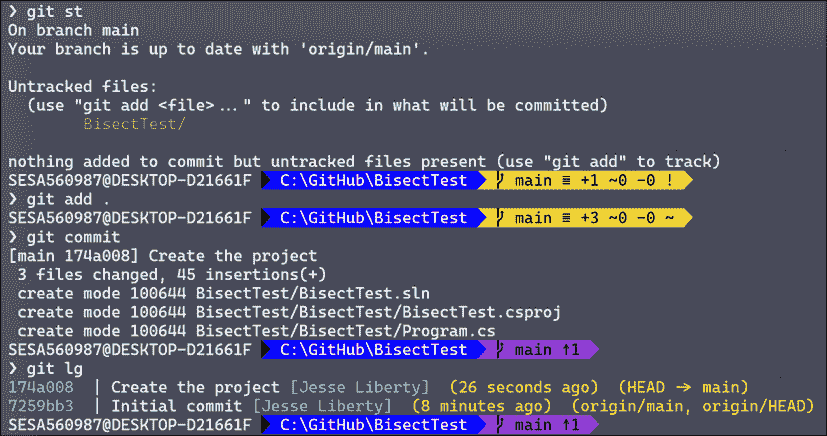 ❯ git st
On branch main
Your branch is up to date with 'origin/main'.
Untracked files:
(use "git add <file>..." to include in what will be committed)
BisectTest/
nothing added to commit but untracked files present (use "git add" to track)
SESA560987@DESKTOP-D21661F C:\GitHub\BisectTest main ≡ +1 ~0 -0 !
❯ git add .
SESA560987@DESKTOP-D21661F C:\GitHub\BisectTest main ≡ +3 ~0 -0 ~
❯ git commit
[main 174a008] Create the project
3 files changed, 45 insertions(+)
create mode 100644 BisectTest/BisectTest.sln
create mode 100644 BisectTest/BisectTest/BisectTest.csproj
create mode 100644 BisectTest/BisectTest/Program.cs
SESA560987@DESKTOP-D21661F C:\GitHub\BisectTest main ↑1
❯ git lg
174a008 | Create the project [Jesse Liberty] (26 seconds ago) (HEAD → main)
7259bb3 | Initial commit [Jesse Liberty] (8 minutes ago) (origin/main, origin/HEAD)
SESA560987@DESKTOP-D21661F C:\GitHub\BisectTest main ↑1